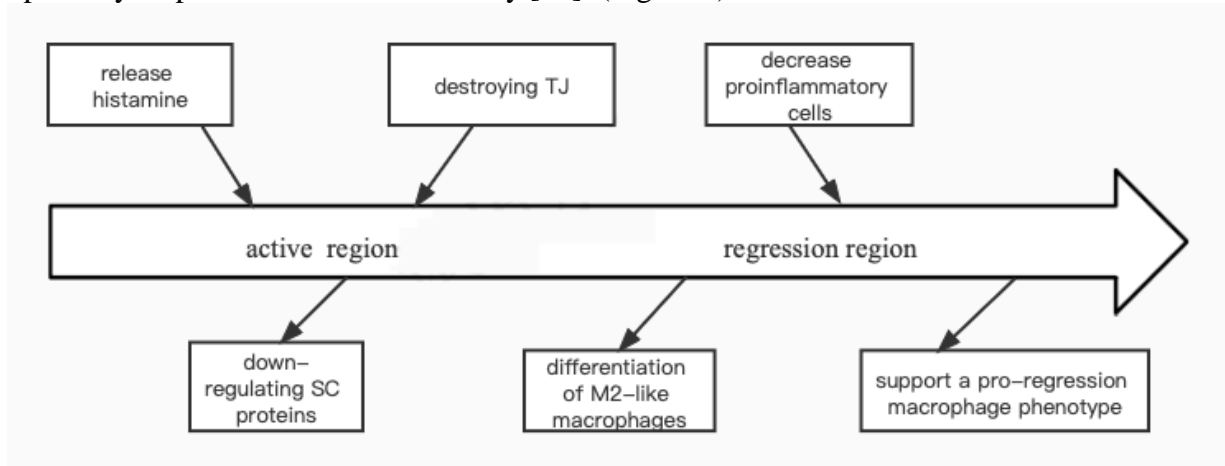 release
histamine
destroying TJ
decrease
proinflammatory
cells
active region
regression region
down-
regulating SC
proteins
differentiation
of M2-like
macrophages
support a pro-regression
macrophage phenotype